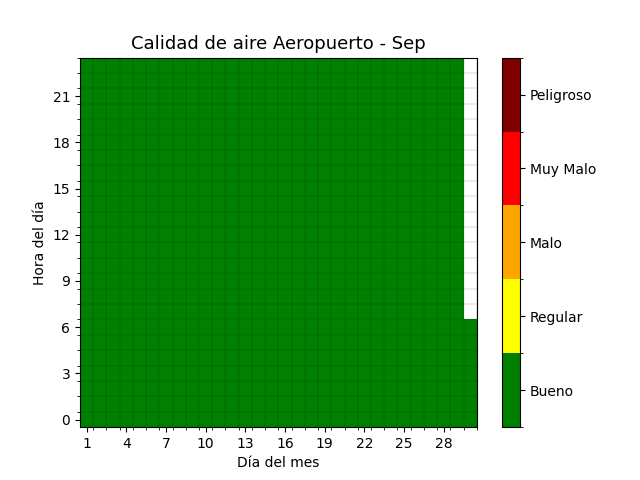 Calidad de aire Aeropuerto - Sep
Hora del día
21
18
15
12
9
6
3
0
1 4 7 10 13 16 19 22 25 28
Día del mes
Peligroso
Muy Malo
Malo
Regular
Bueno